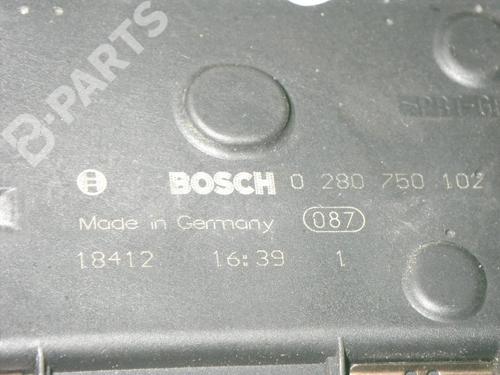 B-PARTS
BOSCH 0 280 750 102
Made in Germany 087
18412 16:39 1